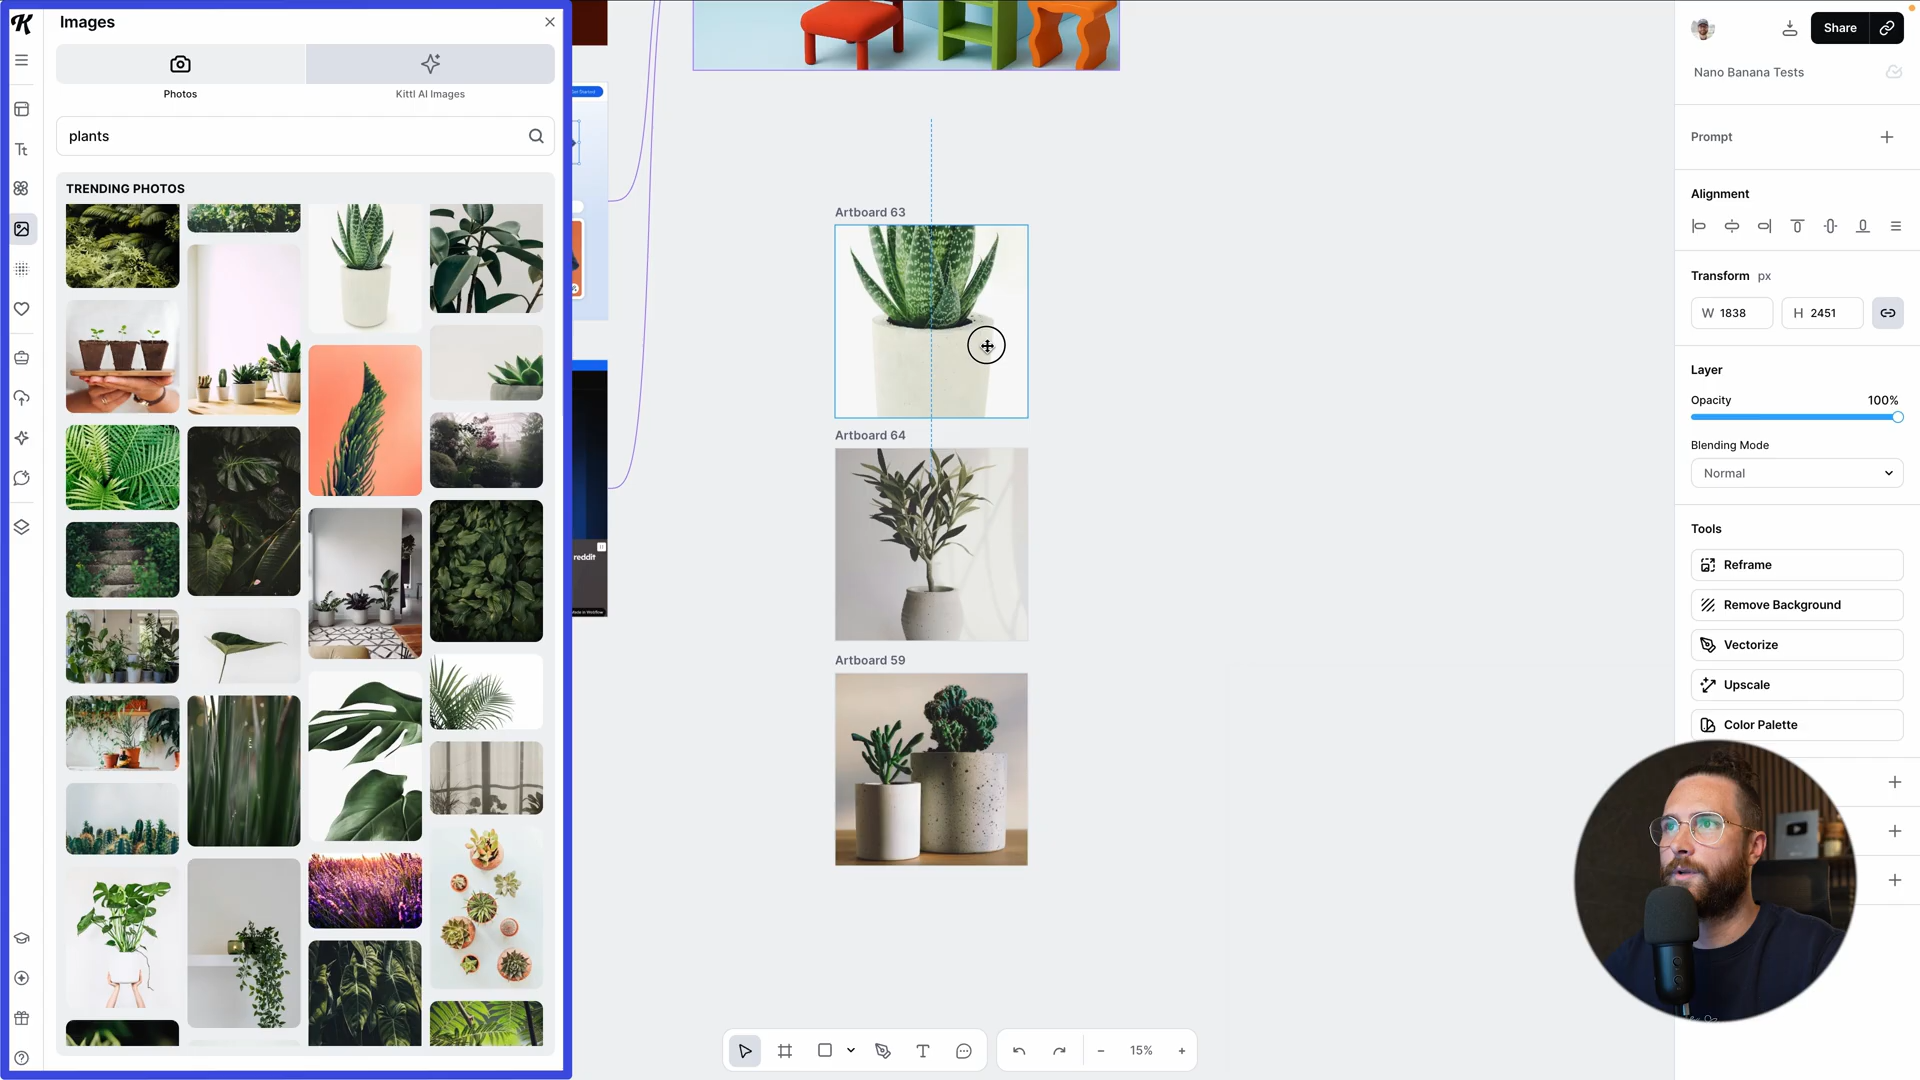 Images
Photos
Kittl AI Images
plants
TRENDING PHOTOS
reddit
Artboard 63
Artboard 64
Artboard 59
15%
Share
Nano Banana Tests
Prompt
Alignment
Transform px
W 1838
H 2451
Layer
Opacity
100%
Blending Mode
Normal
Tools
Reframe
Remove Background
Vectorize
Upscale
Color Palette